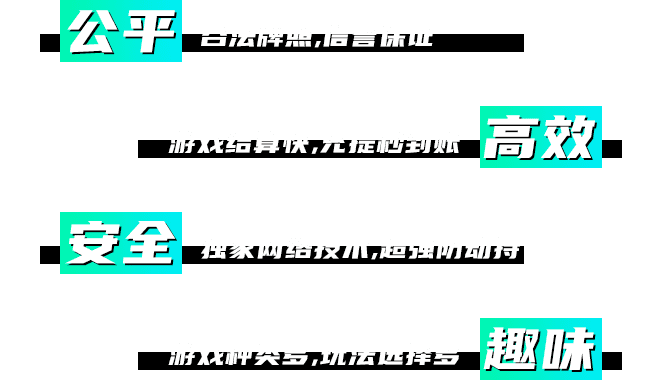 公平 合法牌照,信誉保证
游戏结算快,充提秒到账 高效
安全 独家网络技术,超强防劫持
游戏种类多,玩法选择多 趣味